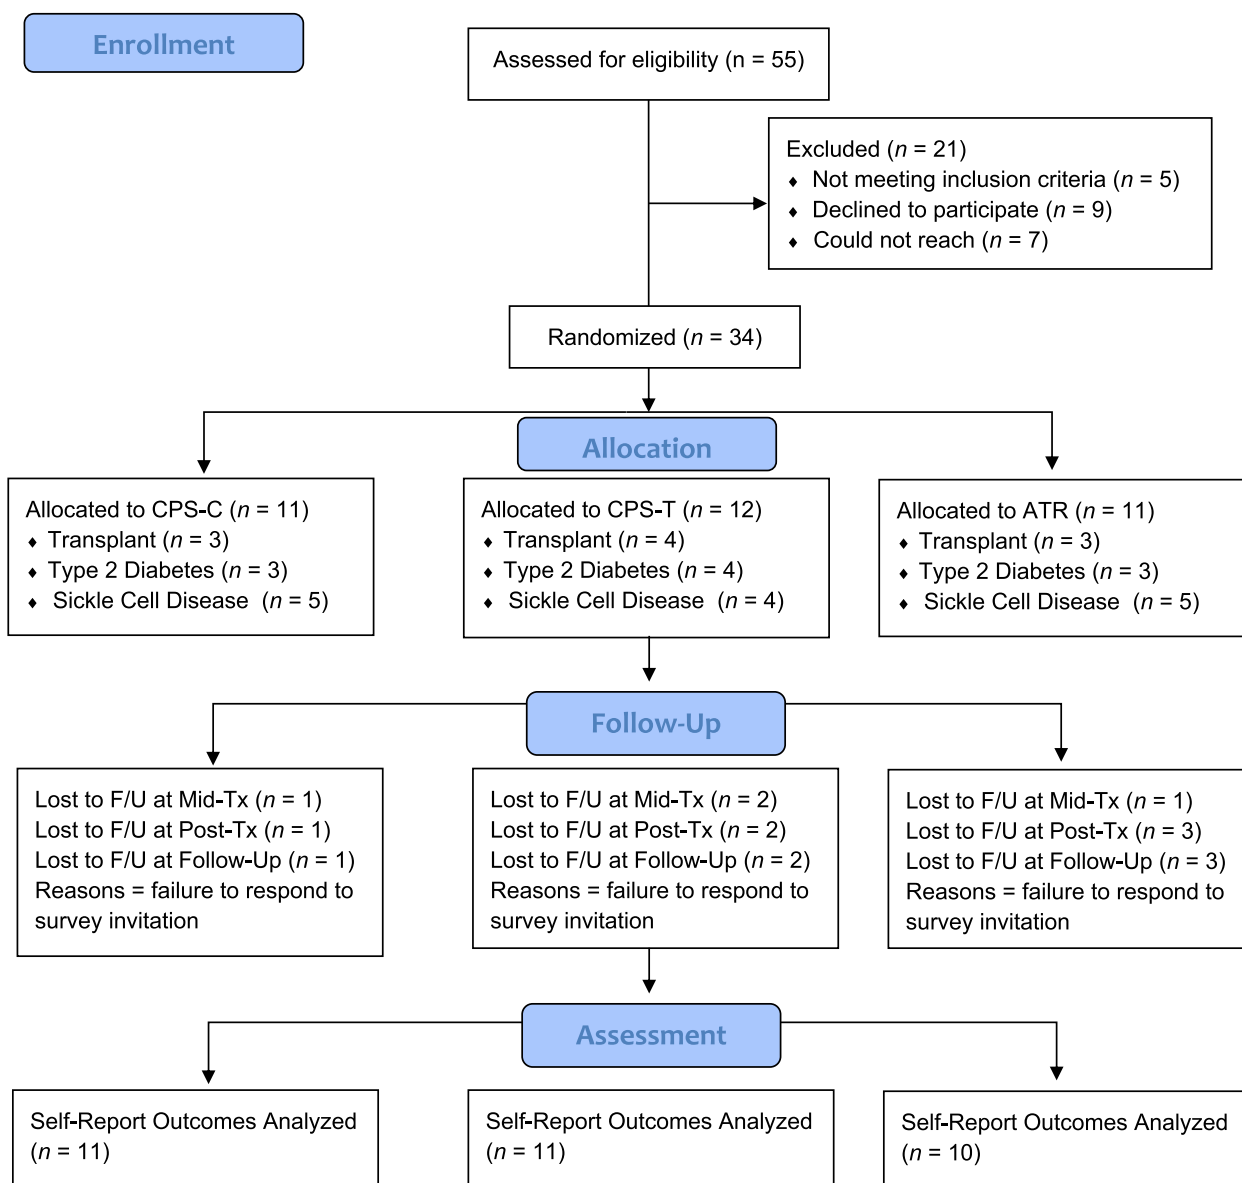 Enrollment
Assessed for eligibility (n = 55)
Excluded (n = 21)
♦ Not meeting inclusion criteria (n = 5)
♦ Declined to participate (n = 9)
♦ Could not reach (n = 7)
Randomized (n = 34)
Allocation
Allocated to CPS-C (n = 11)
♦ Transplant (n = 3)
♦ Type 2 Diabetes (n = 3)
♦ Sickle Cell Disease (n = 5)
Allocated to CPS-T (n = 12)
♦ Transplant (n = 4)
♦ Type 2 Diabetes (n = 4)
♦ Sickle Cell Disease (n = 4)
Allocated to ATR (n = 11)
♦ Transplant (n = 3)
♦ Type 2 Diabetes (n = 3)
♦ Sickle Cell Disease (n = 5)
Follow-Up
Lost to F/U at Mid-Tx (n = 1)
Lost to F/U at Post-Tx (n = 1)
Lost to F/U at Follow-Up (n = 1)
Reasons = failure to respond to
survey invitation
Lost to F/U at Mid-Tx (n = 2)
Lost to F/U at Post-Tx (n = 2)
Lost to F/U at Follow-Up (n = 2)
Reasons = failure to respond to
survey invitation
Lost to F/U at Mid-Tx (n = 1)
Lost to F/U at Post-Tx (n = 3)
Lost to F/U at Follow-Up (n = 3)
Reasons = failure to respond to
survey invitation
Assessment
Self-Report Outcomes Analyzed
(n = 11)
Self-Report Outcomes Analyzed
(n = 11)
Self-Report Outcomes Analyzed
(n = 10)